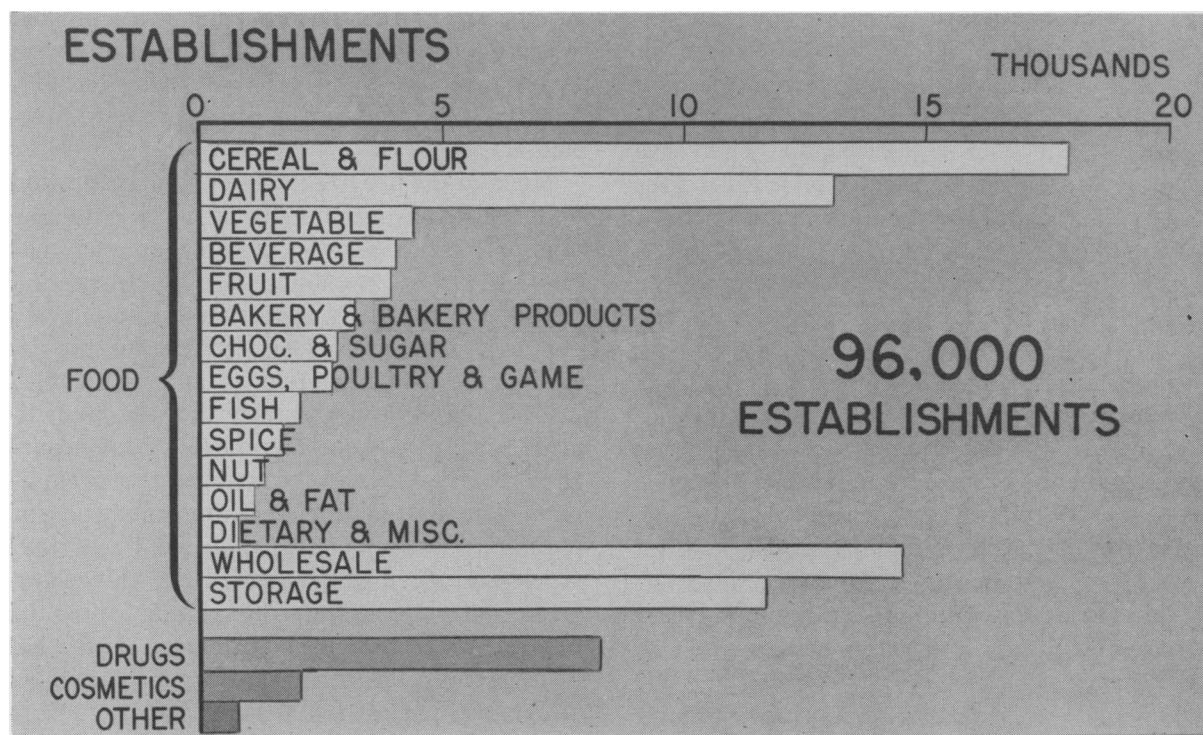 ESTABLISHMENTS
THOUSANDS
0 5 10 15 20
CEREAL & FLOUR
DAIRY
VEGETABLE
BEVERAGE
FRUIT
BAKERY & BAKERY PRODUCTS
CHOC. & SUGAR
EGGS, POULTRY & GAME
FISH
SPICE
NUT
OIL & FAT
DIETARY & MISC.
WHOLESALE
STORAGE
FOOD
96,000
ESTABLISHMENTS
DRUGS
COSMETICS
OTHER